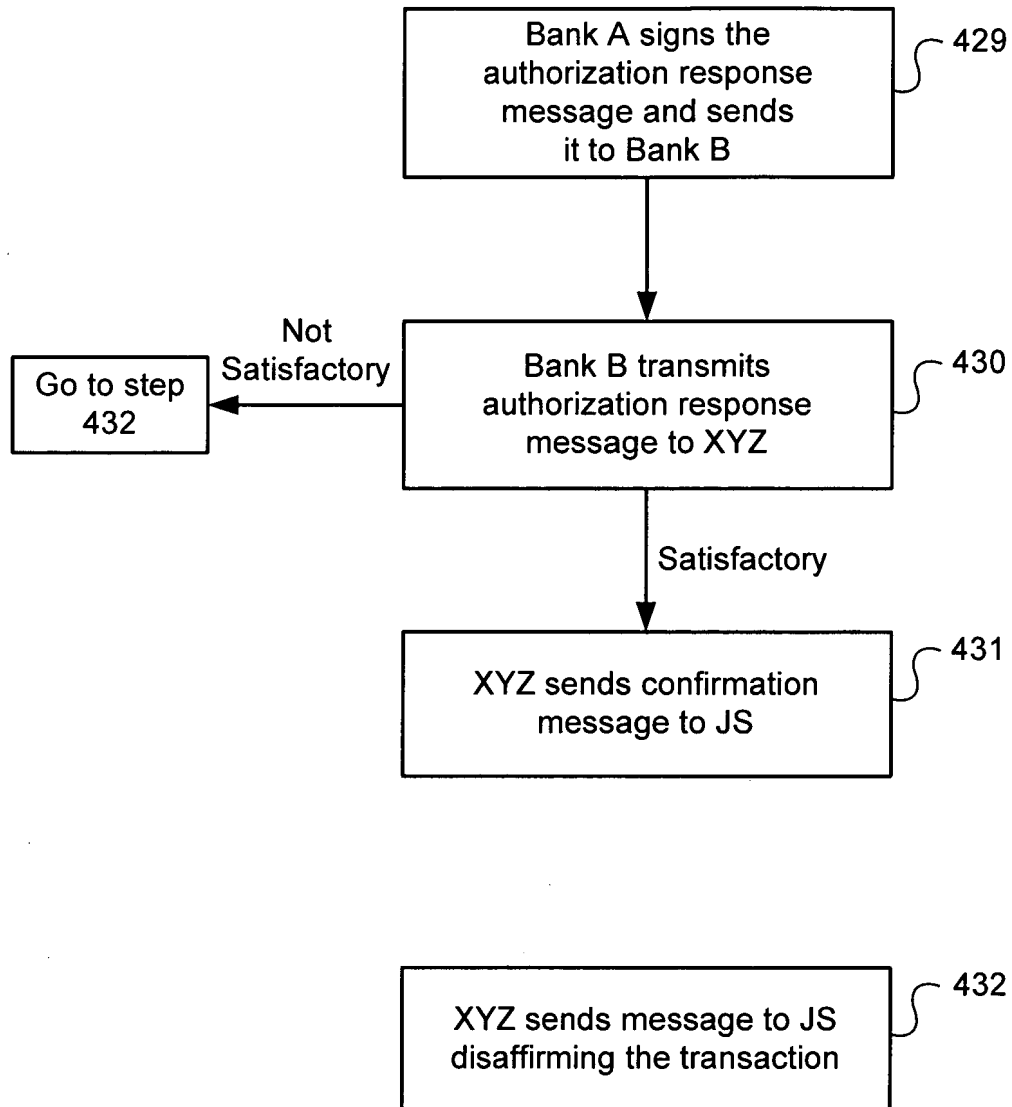 Bank A signs the
authorization response
message and sends
it to Bank B
429
Not
Satisfactory
Go to step
432
Bank B transmits
authorization response
message to XYZ
430
Satisfactory
XYZ sends confirmation
message to JS
431
XYZ sends message to JS
disaffirming the transaction
432